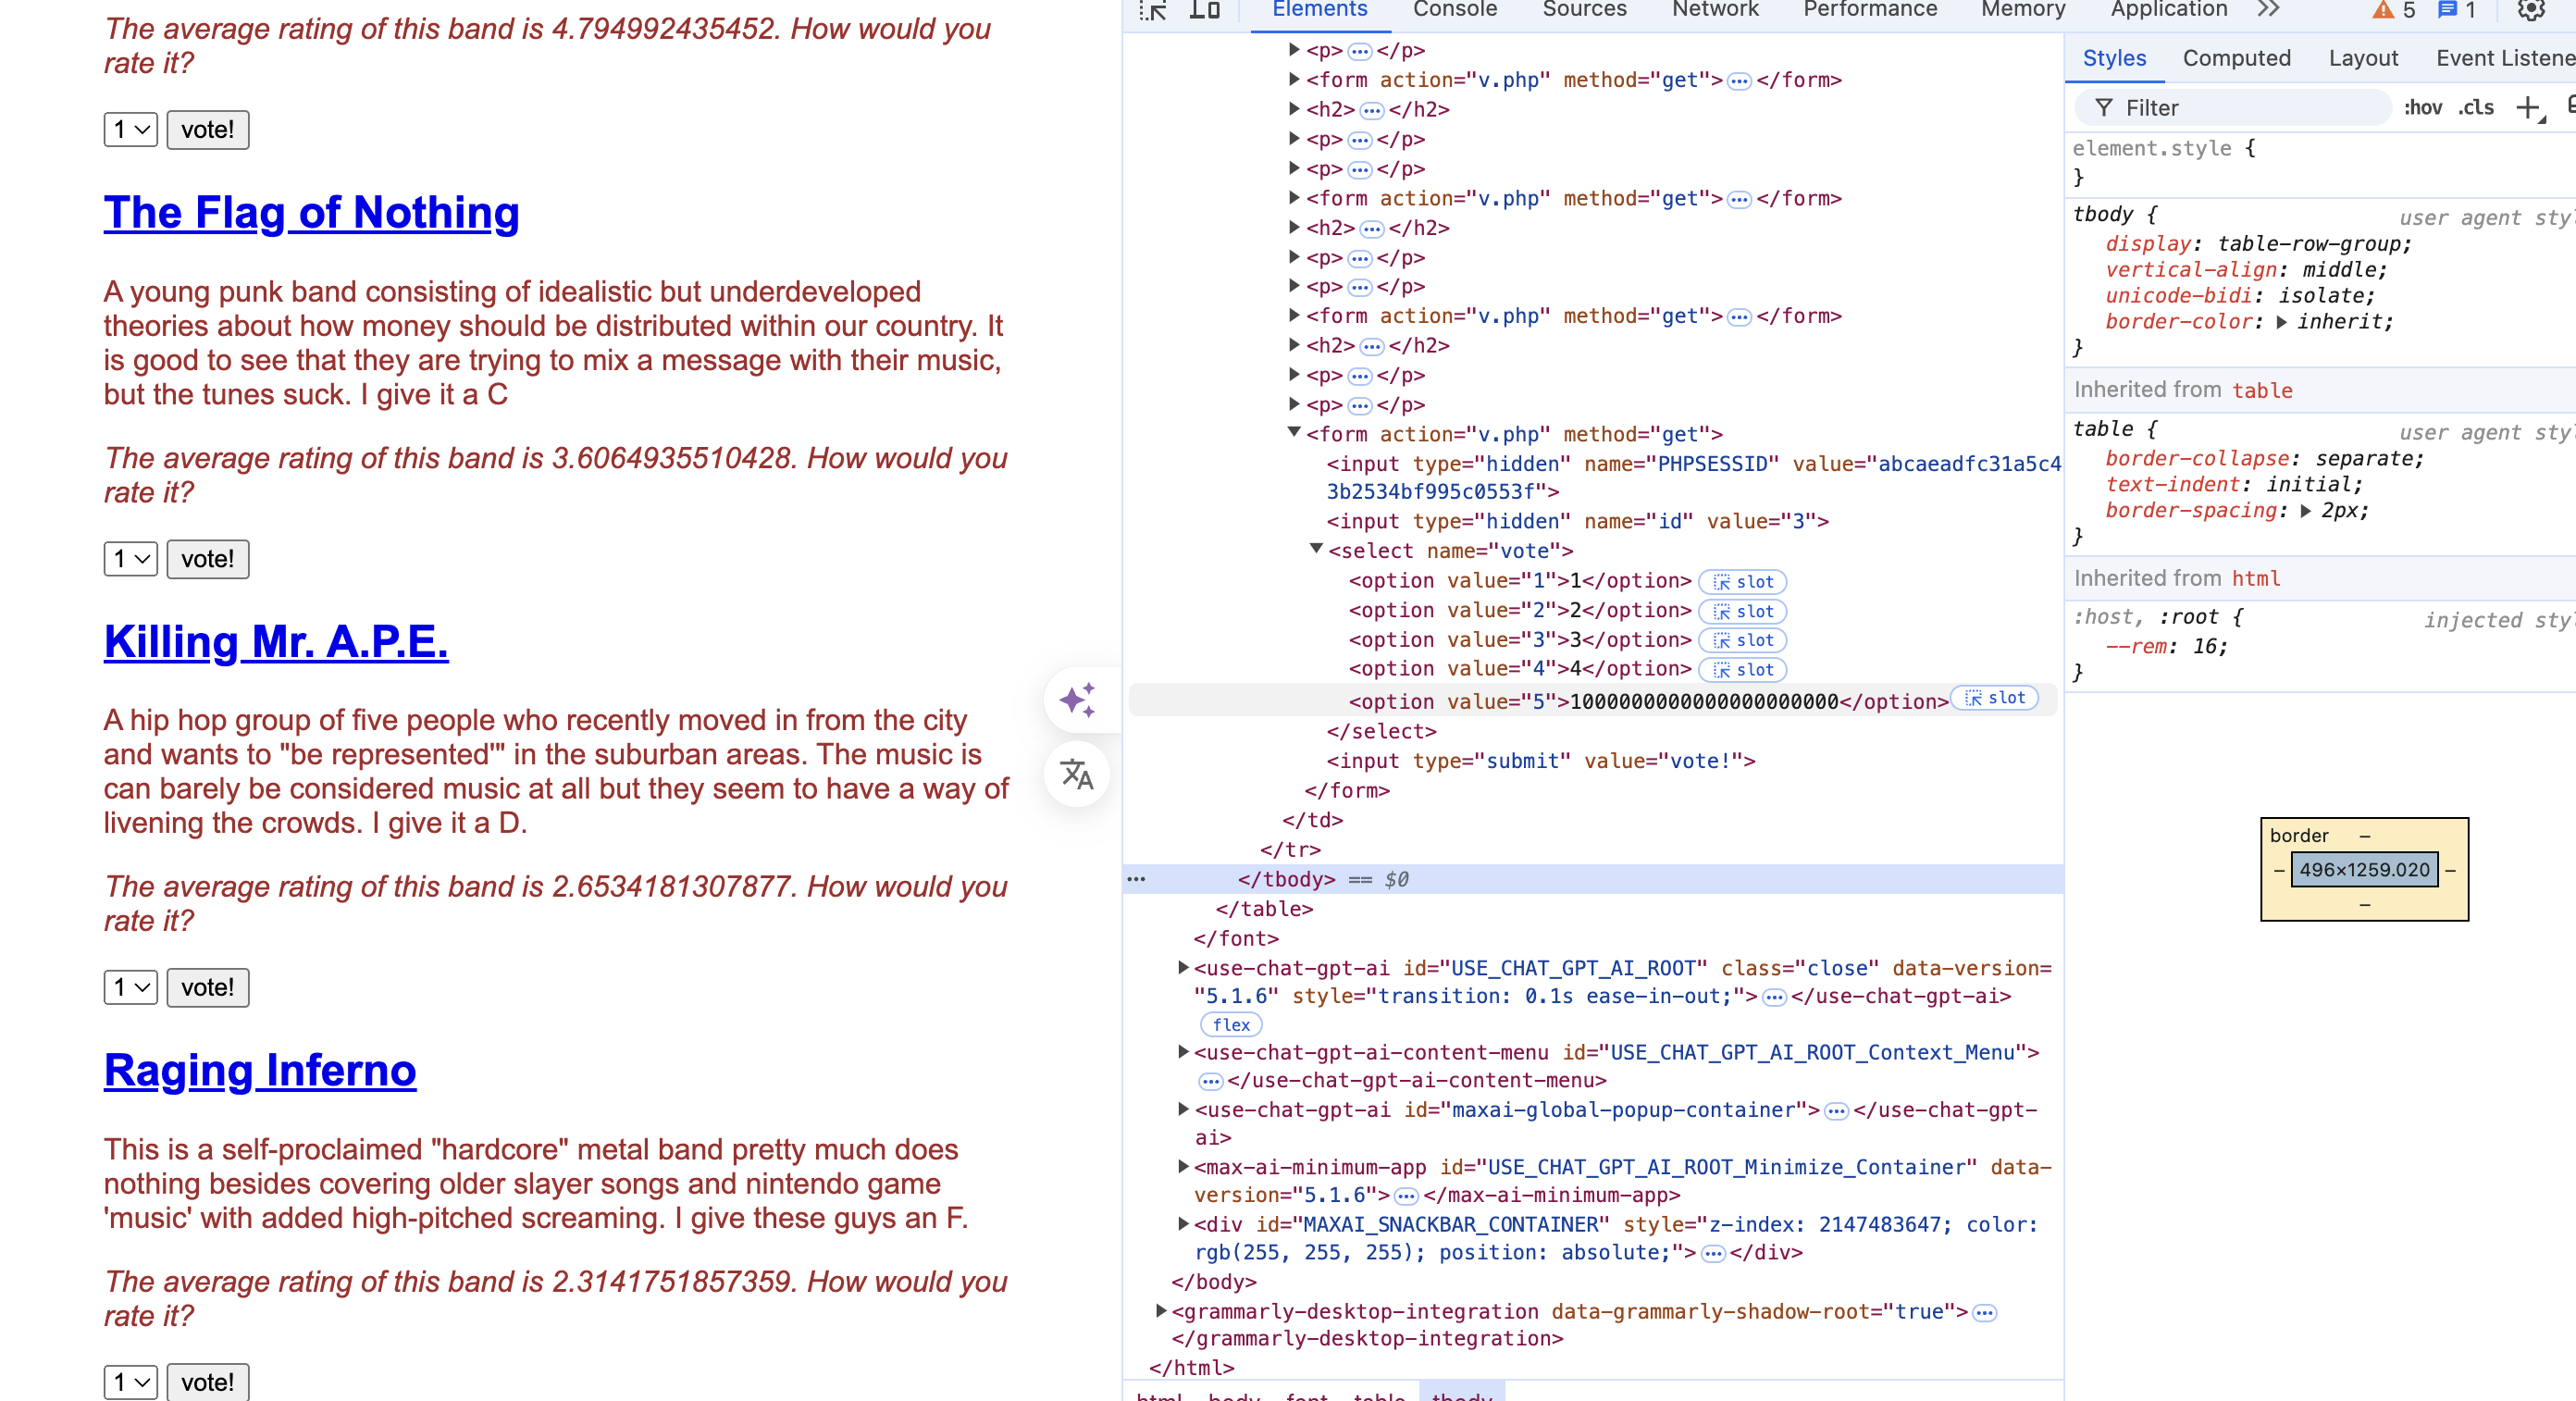 The average rating of this band is 4.794992435452. How would you
rate it?
1 vote!
The Flag of Nothing
A young punk band consisting of idealistic but underdeveloped
theories about how money should be distributed within our country. It
is good to see that they are trying to mix a message with their music,
but the tunes suck. I give it a C
The average rating of this band is 3.6064935510428. How would you
rate it?
1 vote!
Killing Mr. A.P.E.
A hip hop group of five people who recently moved in from the city
and wants to "be represented'" in the suburban areas. The music is
can barely be considered music at all but they seem to have a way of
livening the crowds. I give it a D.
The average rating of this band is 2.6534181307877. How would you
rate it?
1 vote!
Raging Inferno
This is a self-proclaimed "hardcore" metal band pretty much does
nothing besides covering older slayer songs and nintendo game
'music' with added high-pitched screaming. I give these guys an F.
The average rating of this band is 2.3141751857359. How would you
rate it?
1 vote!
Elements Console Sources Network Performance Memory Application 5 1
<p>…</p>
<form action="v.php" method="get">…</form>
<h2>…</h2>
<p>…</p>
<p>…</p>
<form action="v.php" method="get">…</form>
<h2>…</h2>
<p>…</p>
<p>…</p>
<form action="v.php" method="get">…</form>
<h2>…</h2>
<p>…</p>
<p>…</p>
<form action="v.php" method="get">
<input type="hidden" name="PHPSESSID" value="abcaeadfc31a5c4
3b2534bf995c0553f">
<input type="hidden" name="id" value="3">
<select name="vote">
<option value="1">1</option> slot
<option value="2">2</option> slot
<option value="3">3</option> slot
<option value="4">4</option> slot
<option value="5">1000000000000000000000</option> slot
</select>
<input type="submit" value="vote!">
</form>
</td>
</tr>
… </tbody> == $0
</table>
</font>
<use-chat-gpt-ai id="USE_CHAT_GPT_AI_ROOT" class="close" data-version=
"5.1.6" style="transition: 0.1s ease-in-out;">…</use-chat-gpt-ai>
flex
<use-chat-gpt-ai-content-menu id="USE_CHAT_GPT_AI_ROOT_Context_Menu">
…</use-chat-gpt-ai-content-menu>
<use-chat-gpt-ai id="maxai-global-popup-container">…</use-chat-gpt-
ai>
<max-ai-minimum-app id="USE_CHAT_GPT_AI_ROOT_Minimize_Container" data-
version="5.1.6">…</max-ai-minimum-app>
<div id="MAXAI_SNACKBAR_CONTAINER" style="z-index: 2147483647; color:
rgb(255, 255, 255); position: absolute;">…</div>
</body>
<grammarly-desktop-integration data-grammarly-shadow-root="true">…
</grammarly-desktop-integration>
</html>
html body font table tbody
Styles Computed Layout Event Listene
Filter :hov .cls
element.style {
}
tbody { user agent sty
display: table-row-group;
vertical-align: middle;
unicode-bidi: isolate;
border-color: inherit;
}
Inherited from table
table { user agent sty
border-collapse: separate;
text-indent: initial;
border-spacing: 2px;
}
Inherited from html
:host, :root { injected sty
--rem: 16;
}
border –
– 496×1259.020 –
–